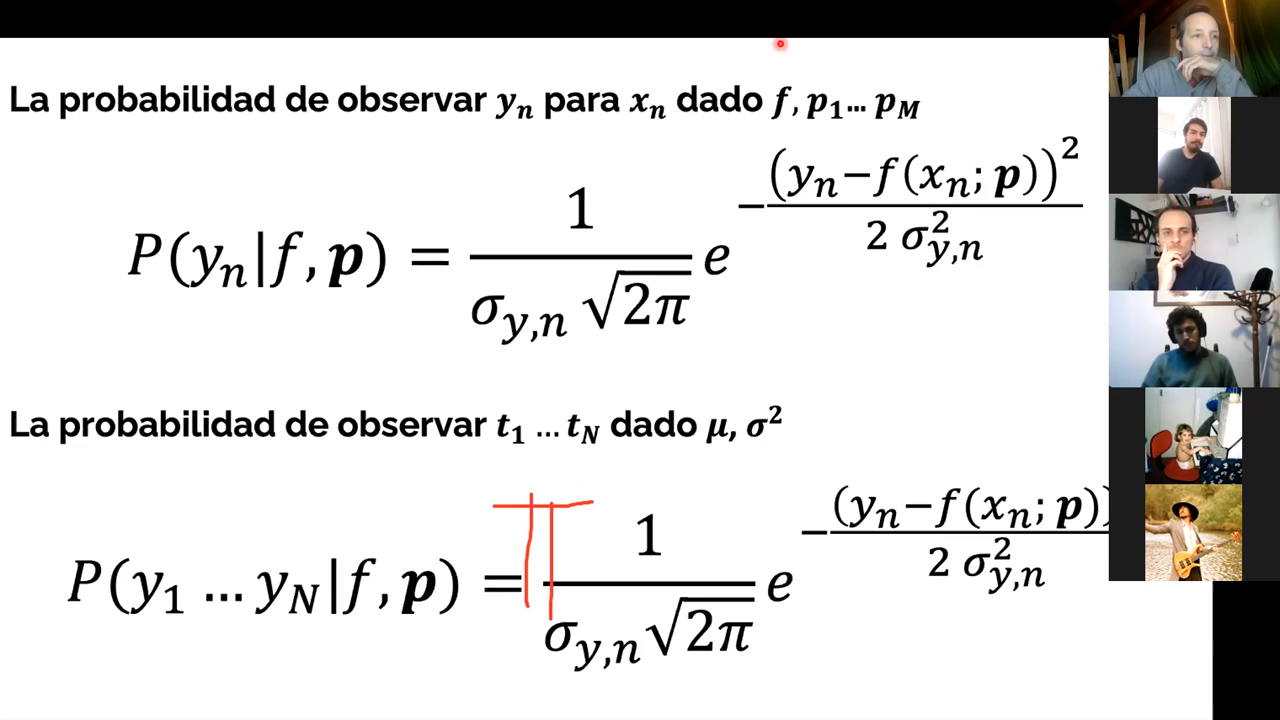 La probabilidad de observar yₙ para xₙ dado f, p₁... p_M
P(yₙ|f, p) = 1 / (σ_{y,n} √(2π)) e^{−(yₙ−f(xₙ; p))² / (2 σ²_{y,n})}
La probabilidad de observar t₁ ... t_N dado μ, σ²
P(y₁ ... y_N|f, p) = ∏ 1 / (σ_{y,n} √(2π)) e^{−(yₙ−f(xₙ; p)) / (2 σ²_{y,n})}